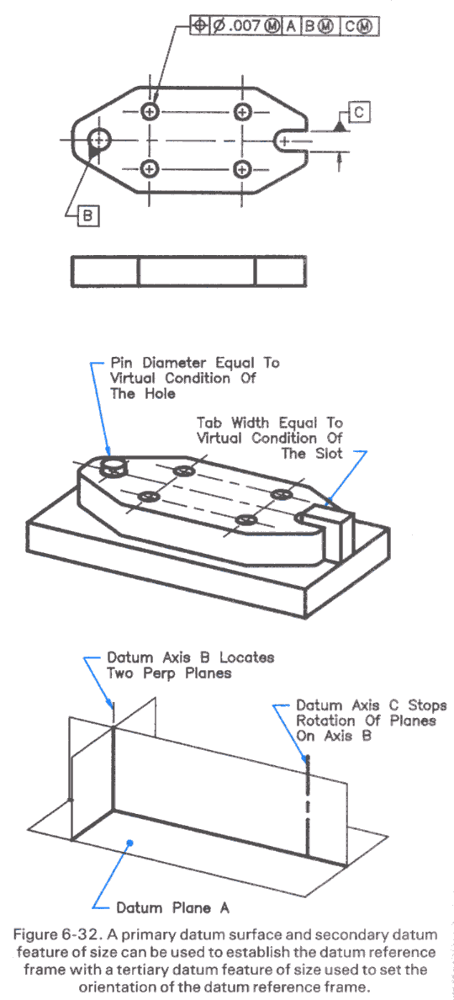 ⌖ Ø.007Ⓜ A BⓂ CⓂ
C
B
Pin Diameter Equal To
Virtual Condition Of
The Hole
Tab Width Equal To
Virtual Condition Of
The Slot
Datum Axis B Locates
Two Perp Planes
Datum Axis C Stops
Rotation Of Planes
On Axis B
Datum Plane A
Figure 6-32. A primary datum surface and secondary datum
feature of size can be used to establish the datum reference
frame with a tertiary datum feature of size used to set the
orientation of the datum reference frame.